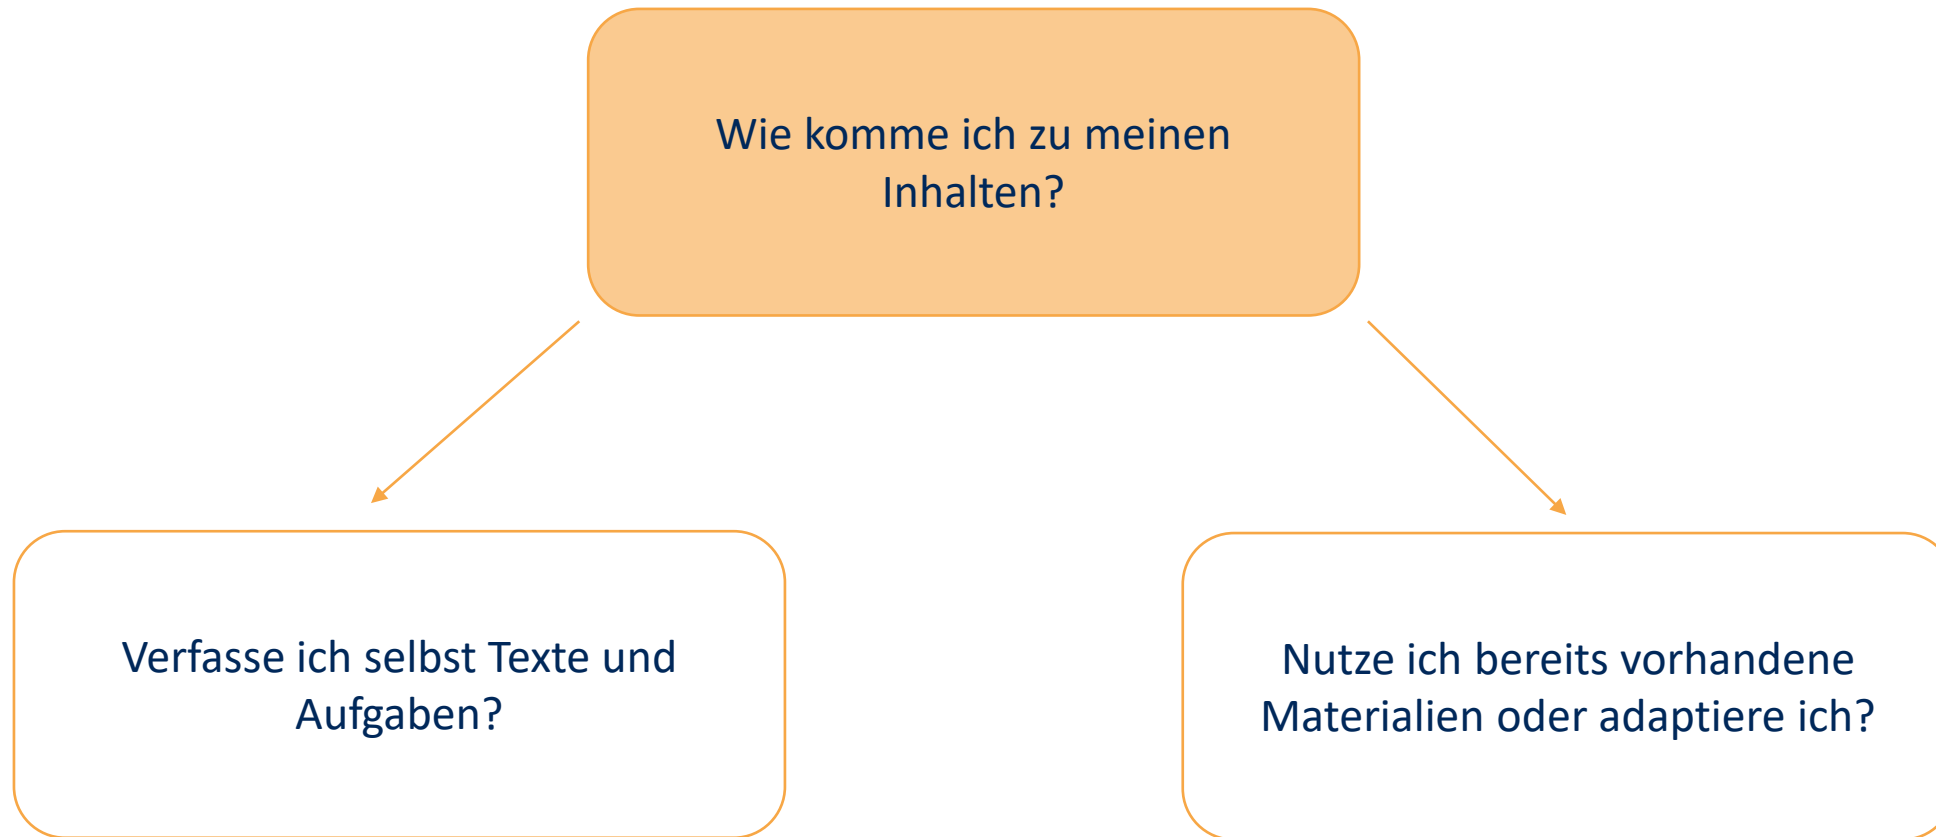 Wie komme ich zu meinen
Inhalten?
Verfasse ich selbst Texte und
Aufgaben?
Nutze ich bereits vorhandene
Materialien oder adaptiere ich?